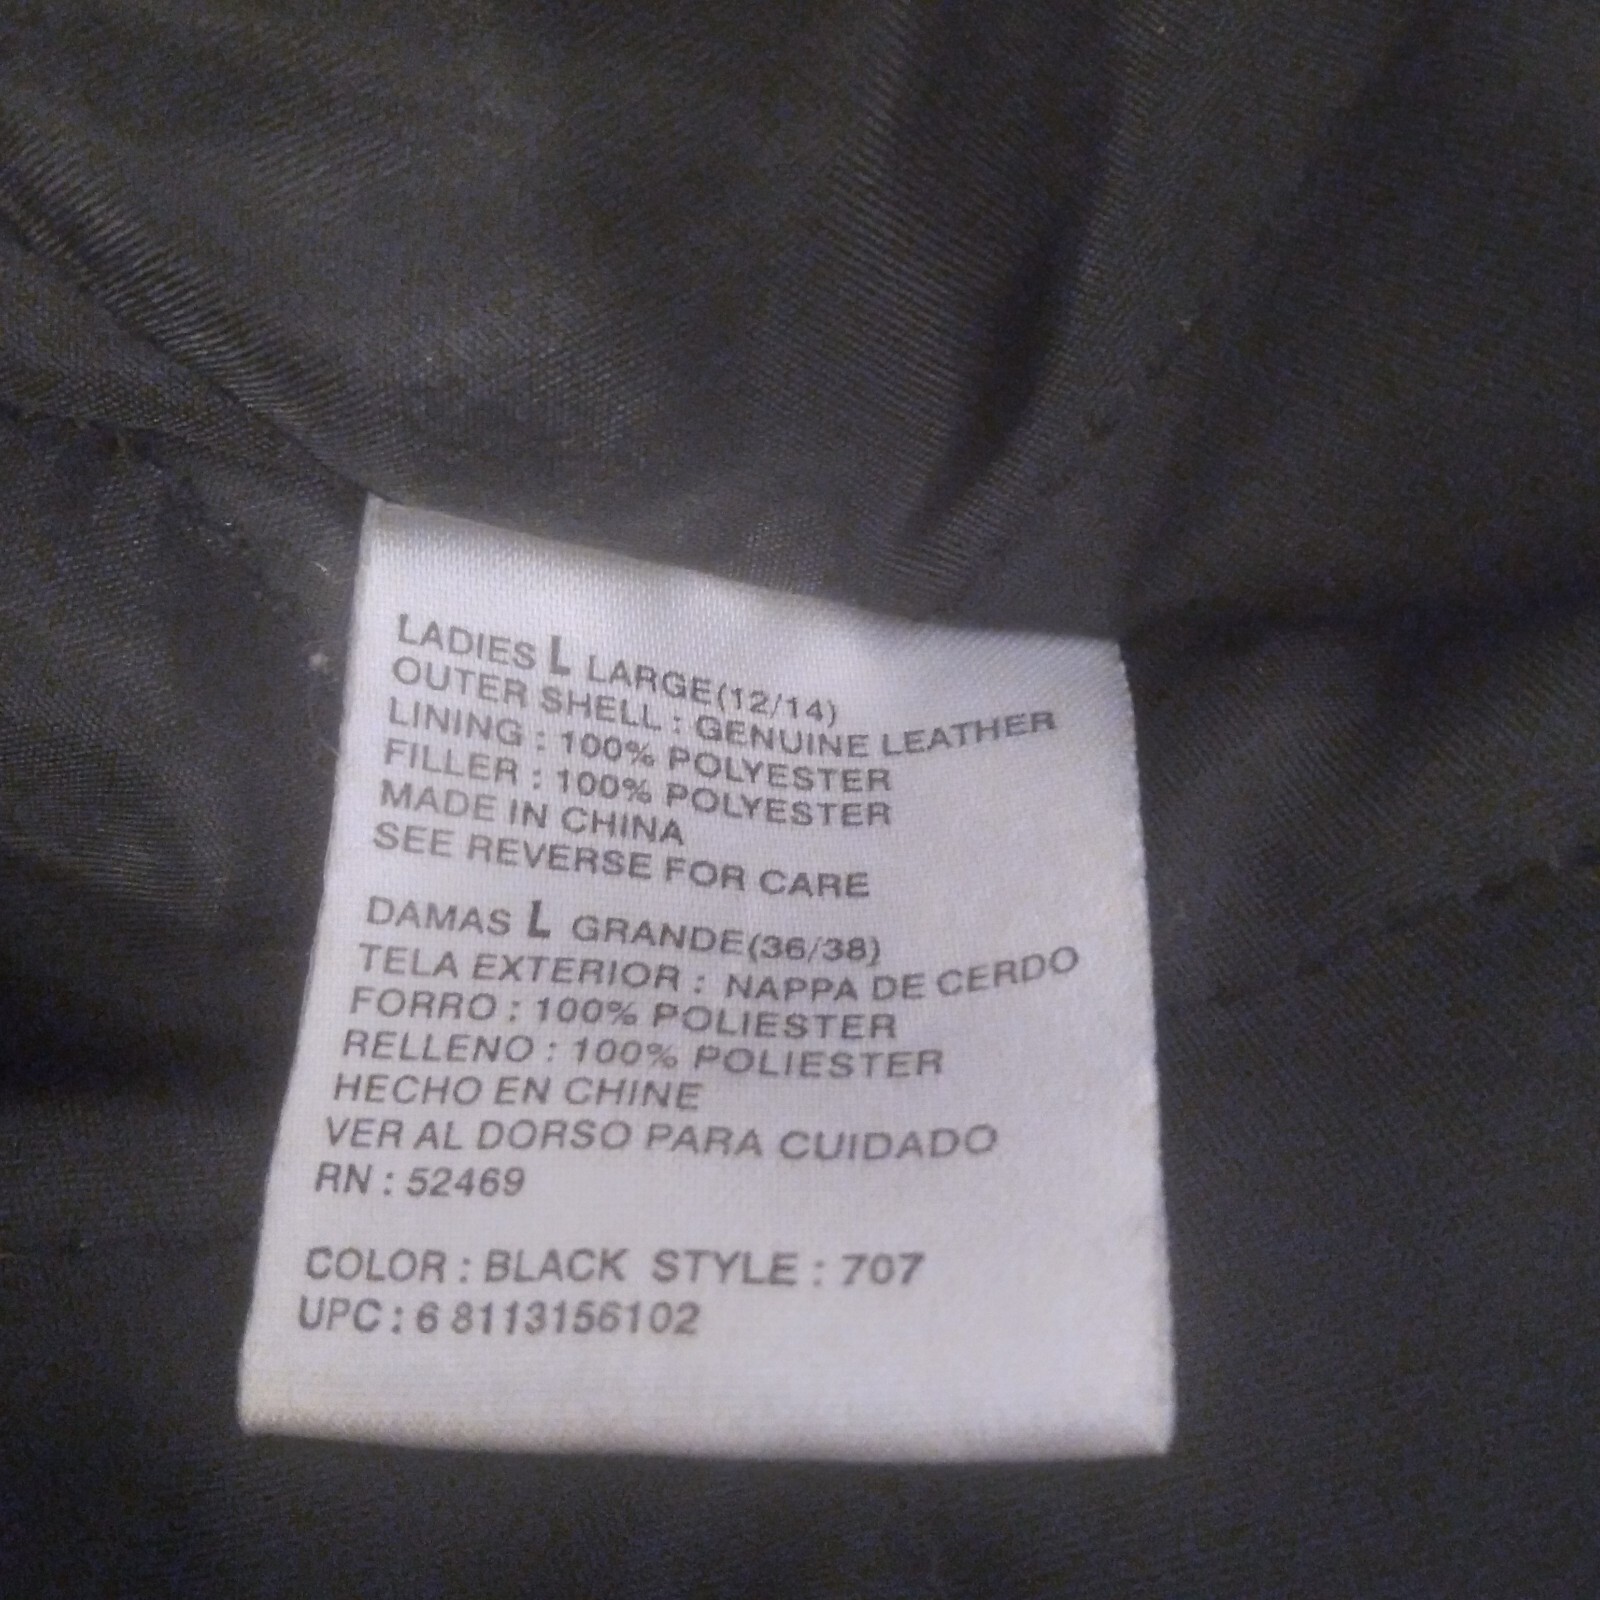 LADIES L LARGE(12/14)
OUTER SHELL : GENUINE LEATHER
LINING : 100% POLYESTER
FILLER : 100% POLYESTER
MADE IN CHINA
SEE REVERSE FOR CARE
DAMAS L GRANDE(36/38)
TELA EXTERIOR : NAPPA DE CERDO
FORRO : 100% POLIESTER
RELLENO : 100% POLIESTER
HECHO EN CHINE
VER AL DORSO PARA CUIDADO
RN : 52469
COLOR : BLACK STYLE : 707
UPC : 6 8113156102